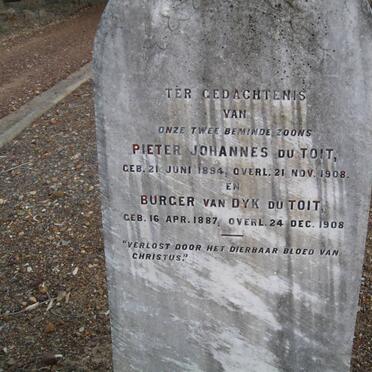 TER GEDACHTENIS
VAN
ONZE TWEE BEMINDE ZOONS
PIETER JOHANNES DU TOIT,
GEB. 21 JUNI 1894, OVERL. 21 NOV. 1908.
EN
BURGER VAN DYK DU TOIT,
GEB. 16 APR. 1887, OVERL. 24 DEC. 1908
"VERLOST DOOR HET DIERBAAR BLOED VAN
CHRISTUS."